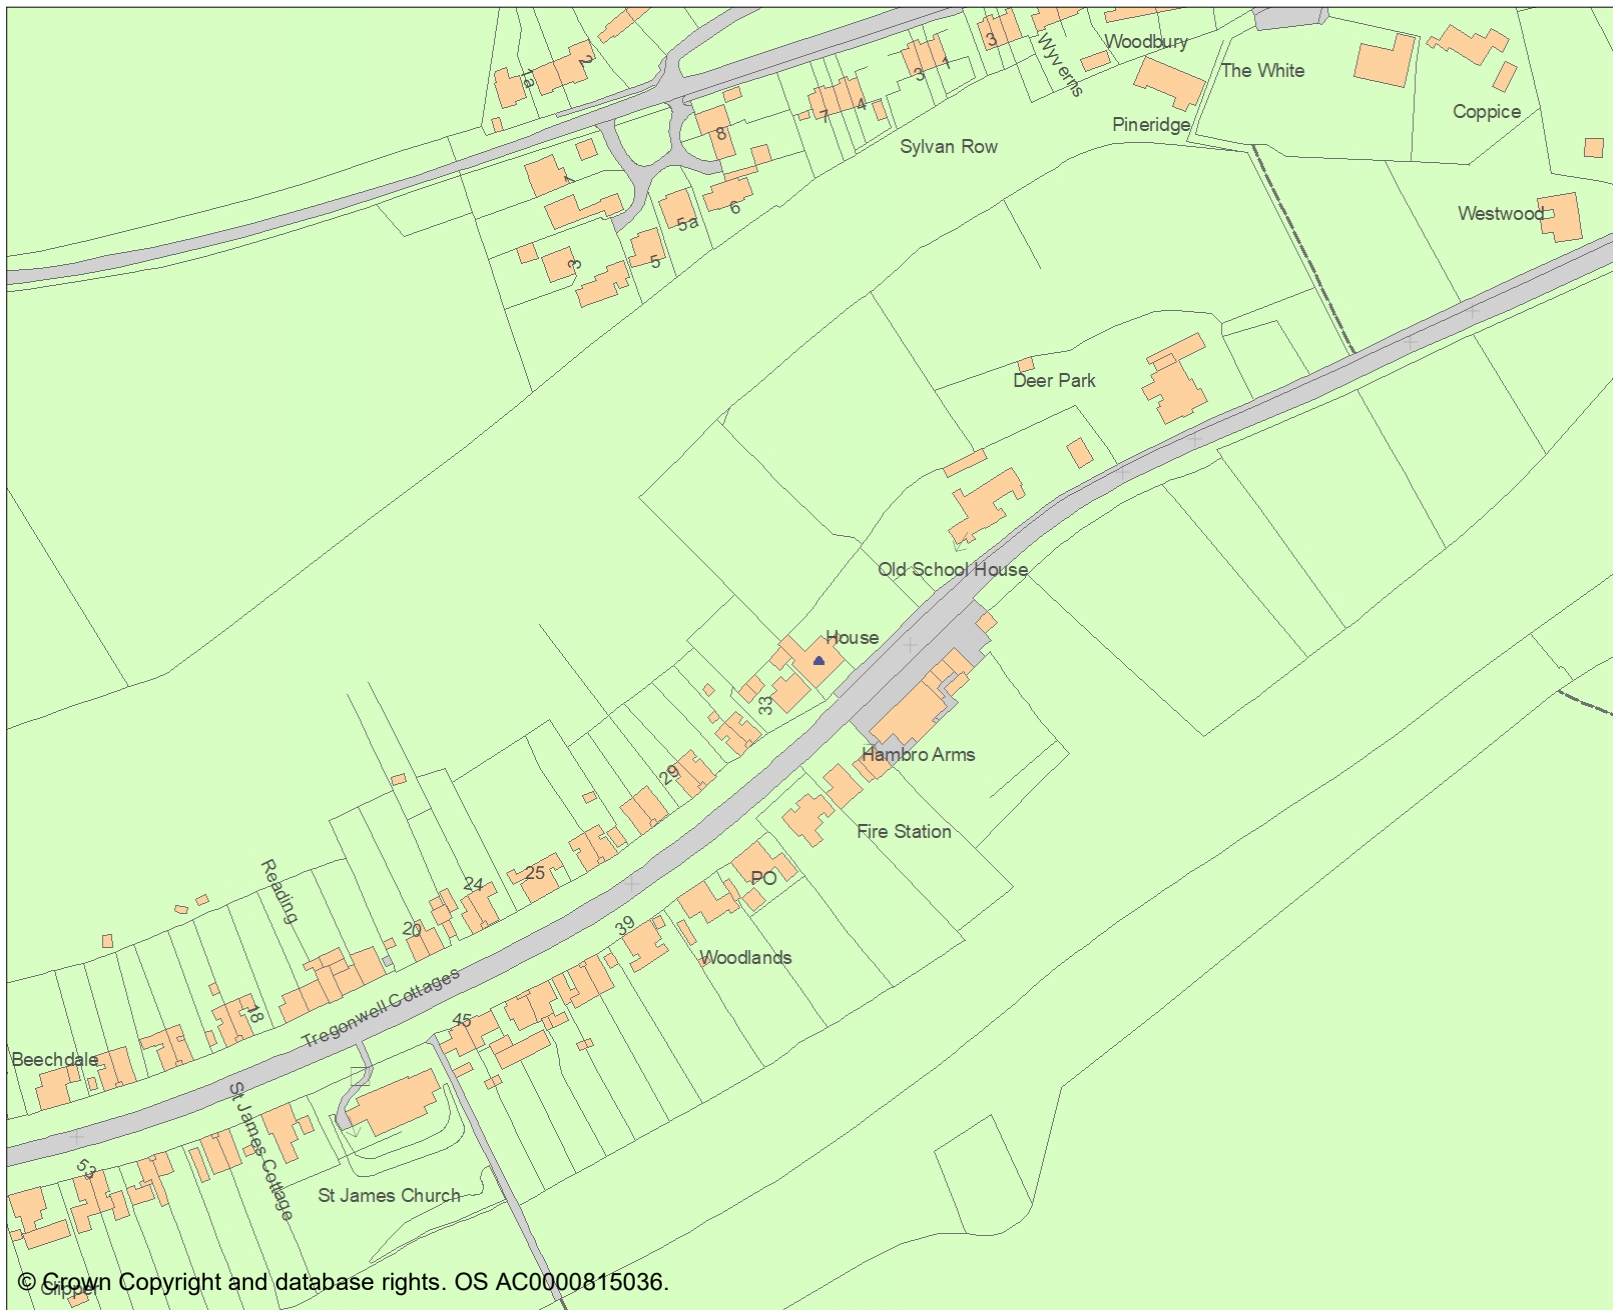 Woodbury
3
Wyverns
The White
1a
2
3
1
Coppice
7
4
8
Pineridge
Sylvan Row
1
6
5a
Westwood
3
5
Deer Park
Old School House
House
33
Hambro Arms
29
Fire Station
Reading
24
25
PO
20
39
Woodlands
18
Tregonwell Cottages
45
Beechdale
St James Cottage
53
St James Church
Clipper
© Crown Copyright and database rights. OS AC0000815036.